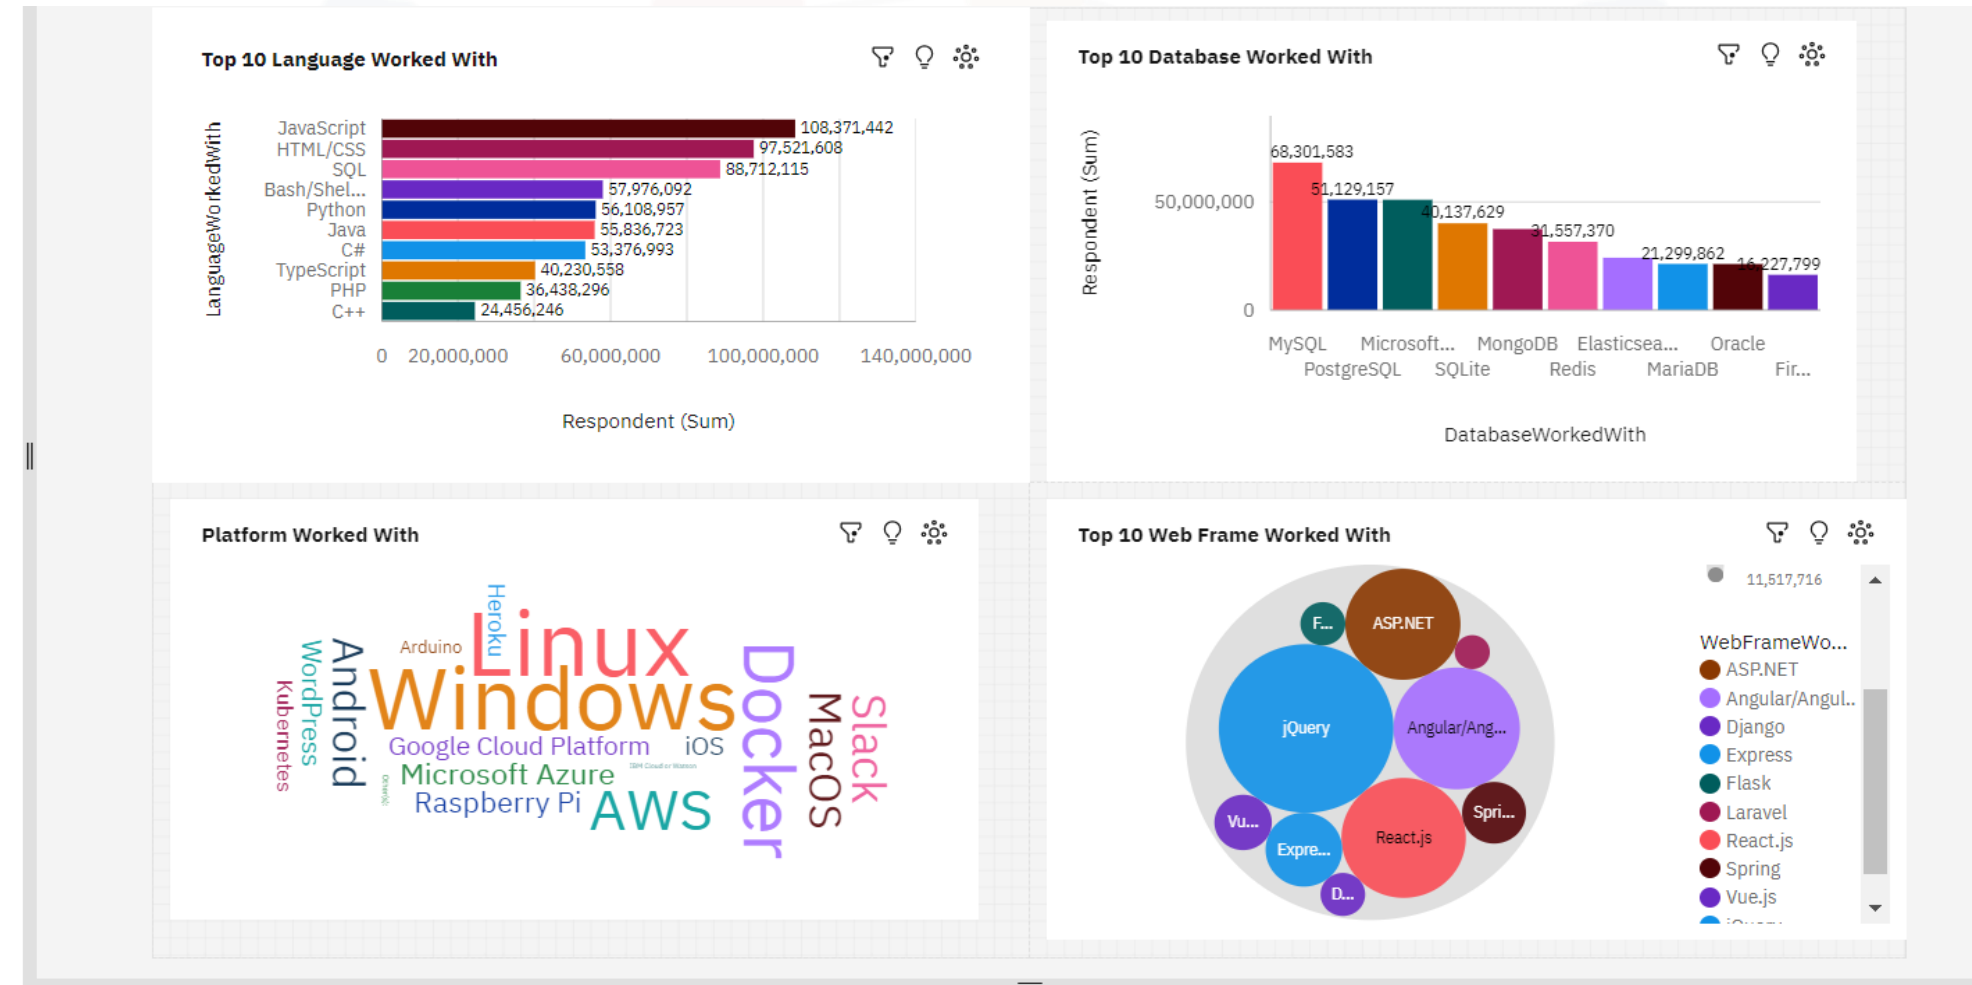 Top 10 Language Worked With
LanguageWorkedWith
JavaScript 108,371,442
HTML/CSS 97,521,608
SQL 88,712,115
Bash/Shel... 57,976,092
Python 56,108,957
Java 55,836,723
C# 53,376,993
TypeScript 40,230,558
PHP 36,438,296
C++ 24,456,246
0 20,000,000 60,000,000 100,000,000 140,000,000
Respondent (Sum)
Top 10 Database Worked With
Respondent (Sum)
68,301,583
51,129,157
40,137,629
31,557,370
21,299,862
16,227,799
50,000,000
0
MySQL Microsoft... MongoDB Elasticsea... Oracle
PostgreSQL SQLite Redis MariaDB Fir...
DatabaseWorkedWith
Platform Worked With
Heroku
Linux
Arduino
Windows
Docker
Android
WordPress
Kubernetes
MacOS
Slack
Google Cloud Platform
iOS
IBM Cloud or Watson
Microsoft Azure
Other(s):
Raspberry Pi
AWS
Top 10 Web Frame Worked With
F...
ASP.NET
jQuery
Angular/Ang...
Vu...
Expre...
React.js
Spri...
D...
11,517,716
WebFrameWo...
ASP.NET
Angular/Angul..
Django
Express
Flask
Laravel
React.js
Spring
Vue.js
jQuery